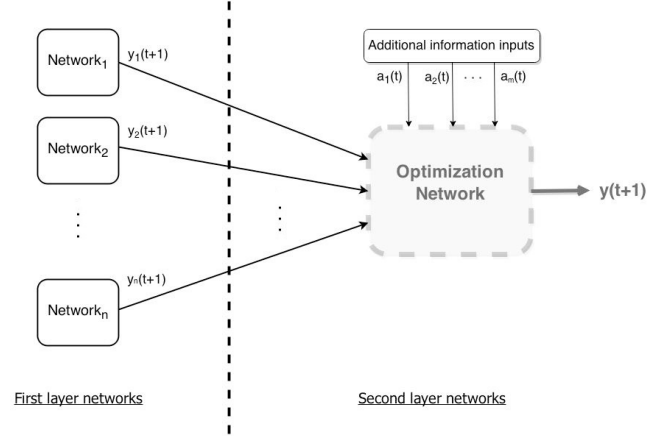 Network₁
y₁(t+1)
Additional information inputs
a₁(t) a₂(t) · · · aₘ(t)
Network₂
y₂(t+1)
Optimization
Network
y(t+1)
Networkₙ
yₙ(t+1)
First layer networks
Second layer networks